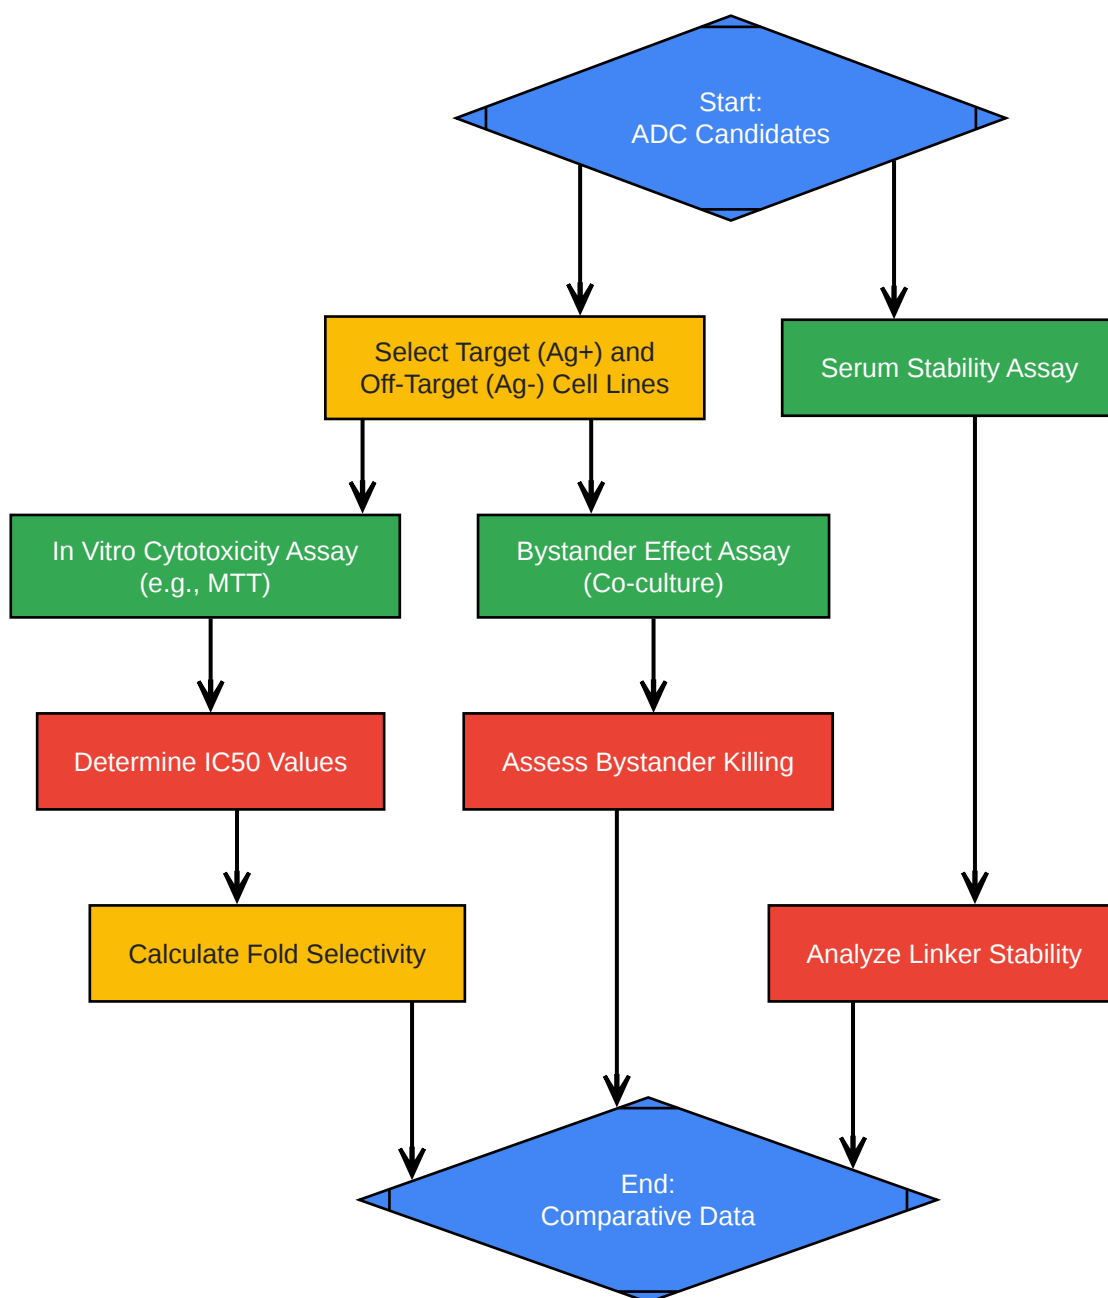 Start:
ADC Candidates
Select Target (Ag+) and
Off-Target (Ag-) Cell Lines
Serum Stability Assay
In Vitro Cytotoxicity Assay
(e.g., MTT)
Bystander Effect Assay
(Co-culture)
Determine IC50 Values
Assess Bystander Killing
Calculate Fold Selectivity
Analyze Linker Stability
End:
Comparative Data